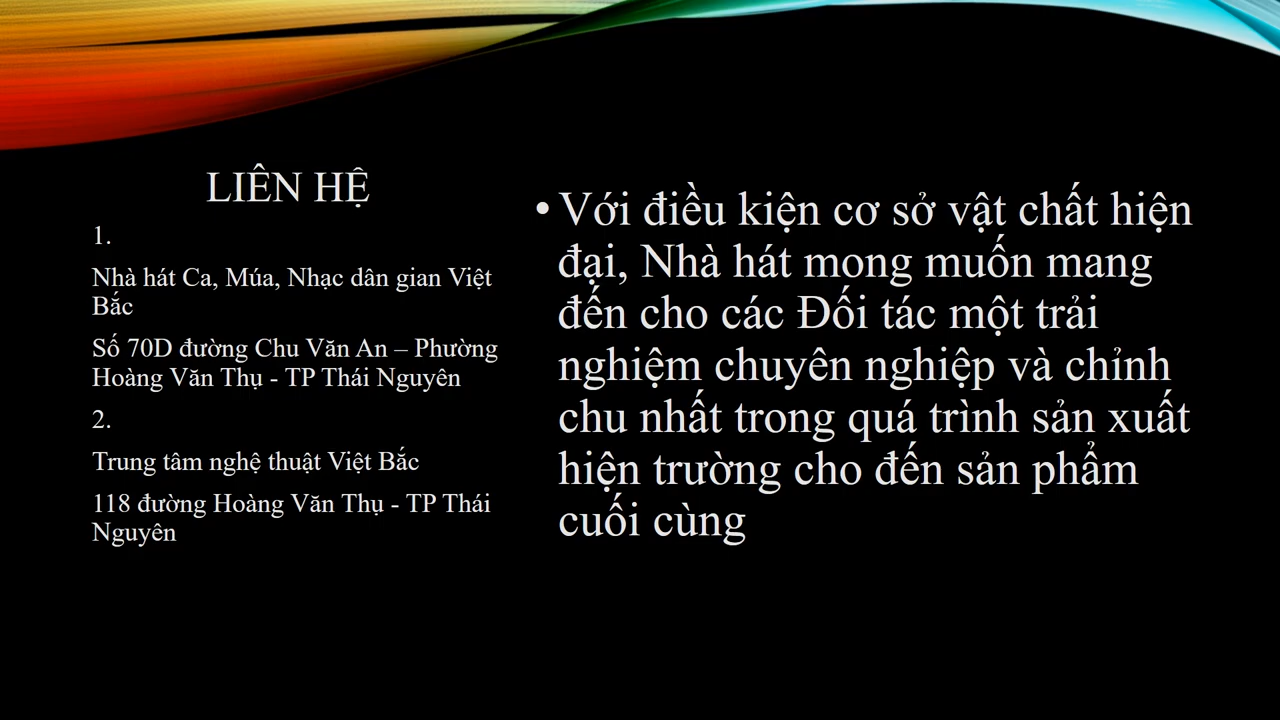 LIÊN HỆ
1.
Nhà hát Ca, Múa, Nhạc dân gian Việt
Bắc
Số 70D đường Chu Văn An – Phường
Hoàng Văn Thụ - TP Thái Nguyên
2.
Trung tâm nghệ thuật Việt Bắc
118 đường Hoàng Văn Thụ - TP Thái
Nguyên
• Với điều kiện cơ sở vật chất hiện
đại, Nhà hát mong muốn mang
đến cho các Đối tác một trải
nghiệm chuyên nghiệp và chỉnh
chu nhất trong quá trình sản xuất
hiện trường cho đến sản phẩm
cuối cùng